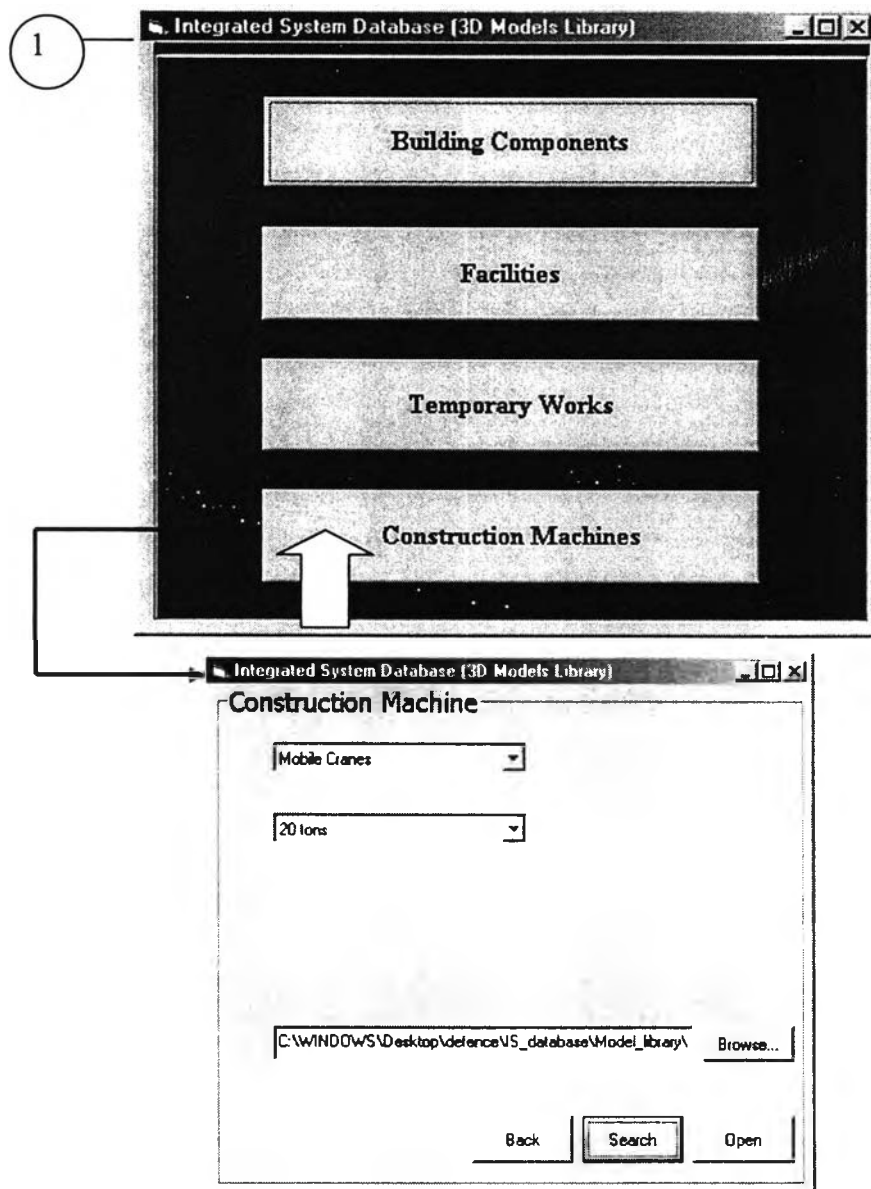 1
Integrated System Database (3D Models Library)
Building Components
Facilities
Temporary Works
Construction Machines
Integrated System Database (3D Models Library)
Construction Machine
Mobile Cranes
20 tons
C:\WINDOWS\Desktop\defence\IS_database\Model_library\
Browse...
Back Search Open